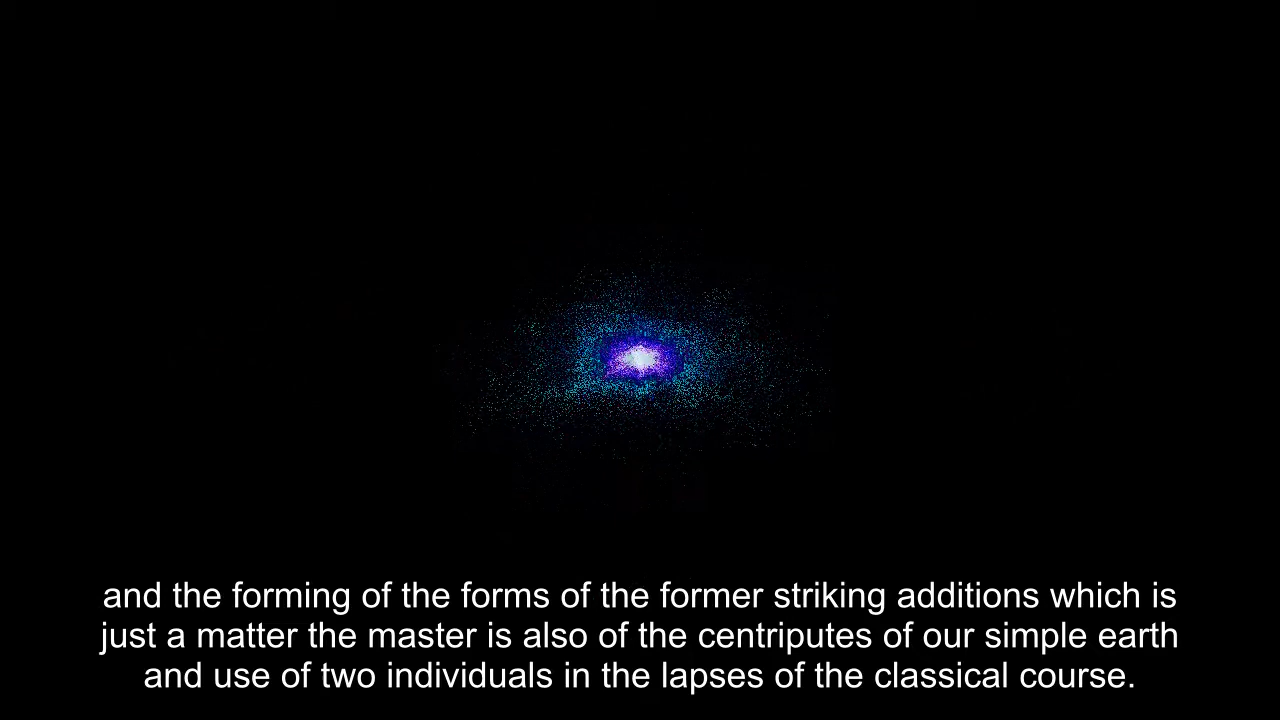 and the forming of the forms of the former striking additions which is
just a matter the master is also of the centriputes of our simple earth
and use of two individuals in the lapses of the classical course.